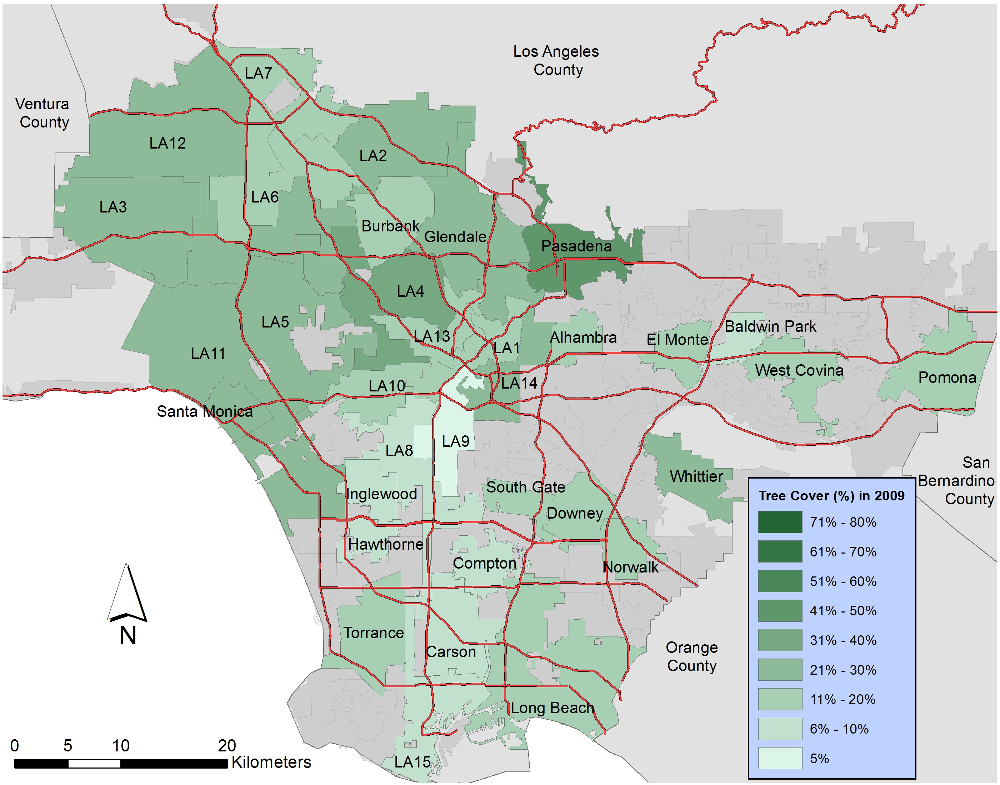 Los Angeles
County
LA7
Ventura
County
LA12
LA2
LA6
LA3
Burbank
Glendale
Pasadena
LA4
LA5
LA13
Alhambra
El Monte
Baldwin Park
LA1
LA11
West Covina
Pomona
LA10
LA14
Santa Monica
LA9
LA8
Whittier
San
Bernardino
County
Inglewood
South Gate
Downey
Hawthorne
Compton
Norwalk
Torrance
Carson
Orange
County
Long Beach
LA15
N
0 5 10 20
Kilometers
Tree Cover (%) in 2009
71% - 80%
61% - 70%
51% - 60%
41% - 50%
31% - 40%
21% - 30%
11% - 20%
6% - 10%
5%